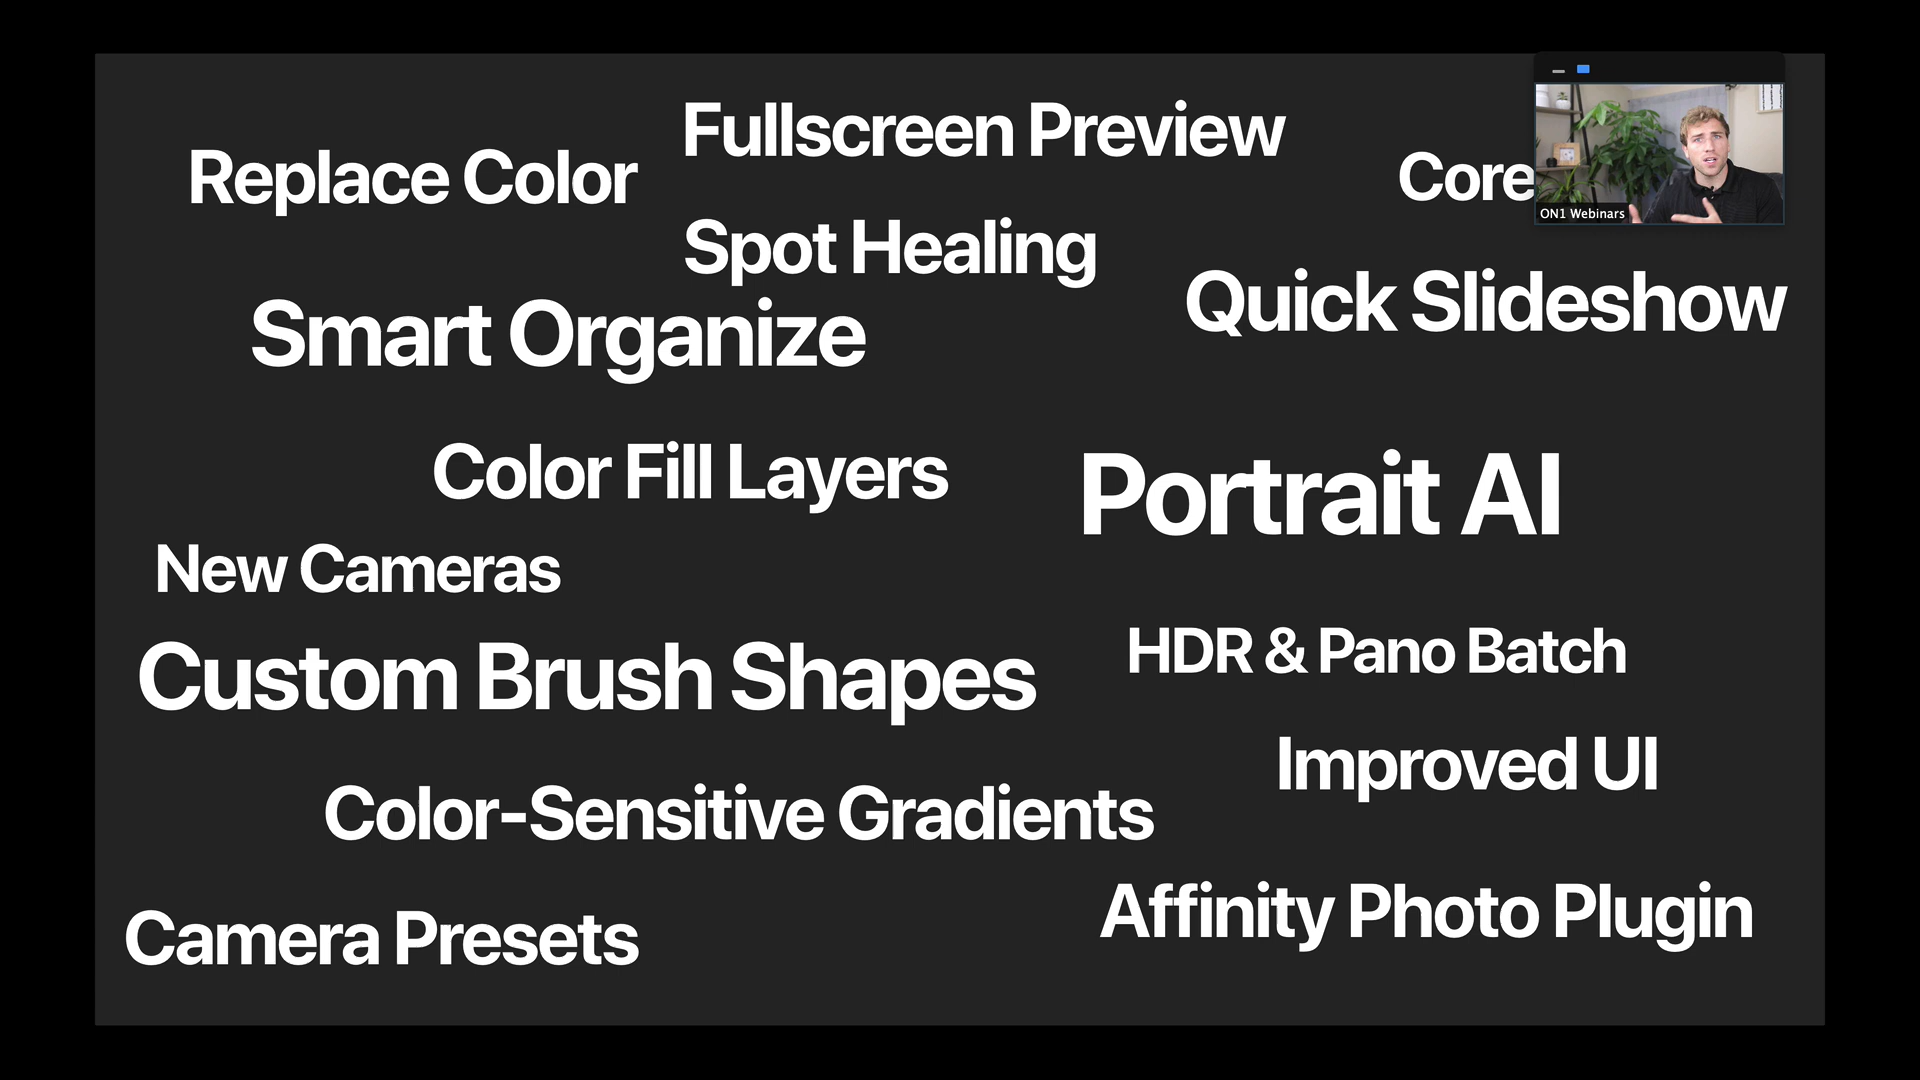 Fullscreen Preview
Replace Color
Core
ON1 Webinars
Spot Healing
Quick Slideshow
Smart Organize
Color Fill Layers
Portrait AI
New Cameras
HDR & Pano Batch
Custom Brush Shapes
Improved UI
Color-Sensitive Gradients
Affinity Photo Plugin
Camera Presets